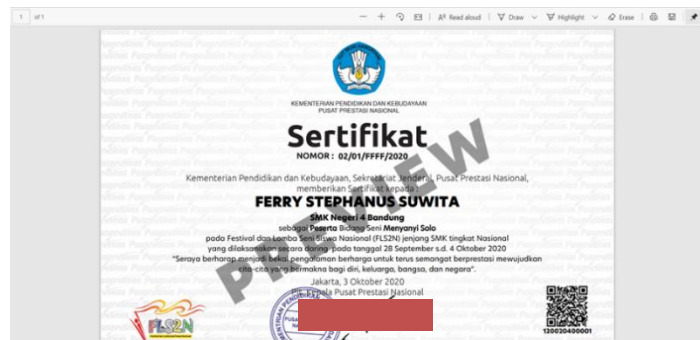 1 of 1
Read aloud
Draw
Highlight
Erase
KEMENTERIAN PENDIDIKAN DAN KEBUDAYAAN
PUSAT PRESTASI NASIONAL
Sertifikat
NOMOR : 02/01/FFFF/2020
Kementerian Pendidikan dan Kebudayaan, Sekretariat Jenderal, Pusat Prestasi Nasional,
memberikan Sertifikat kepada :
FERRY STEPHANUS SUWITA
SMK Negeri 4 Bandung
sebagai Peserta Bidang Seni Menyanyi Solo
pada Festival dan Lomba Seni Siswa Nasional (FLS2N) jenjang SMK tingkat Nasional
yang dilaksanakan secara daring pada tanggal 28 September s.d. 4 Oktober 2020
"Seraya berharap menjadi bekal pengalaman berharga untuk terus semangat berprestasi mewujudkan
cita-cita yang bermakna bagi diri, keluarga, bangsa, dan negara".
Jakarta, 3 Oktober 2020
Plt. Kepala Pusat Prestasi Nasional
PREVIEW
FLS2N
120020400001